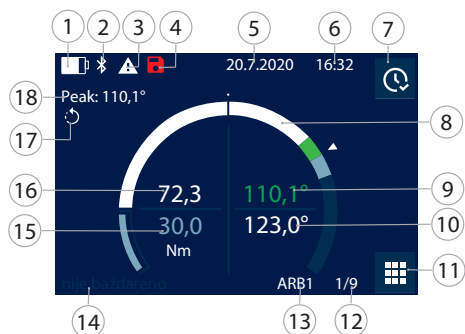 1 2 3 4 5 6 7
20.7.2020 16:32
18 Peak: 110,1°
17 8
16 72,3 110,1° 9
15 30,0 123,0° 10
Nm
11
nije baždareno ARB1 1/9
14 13 12